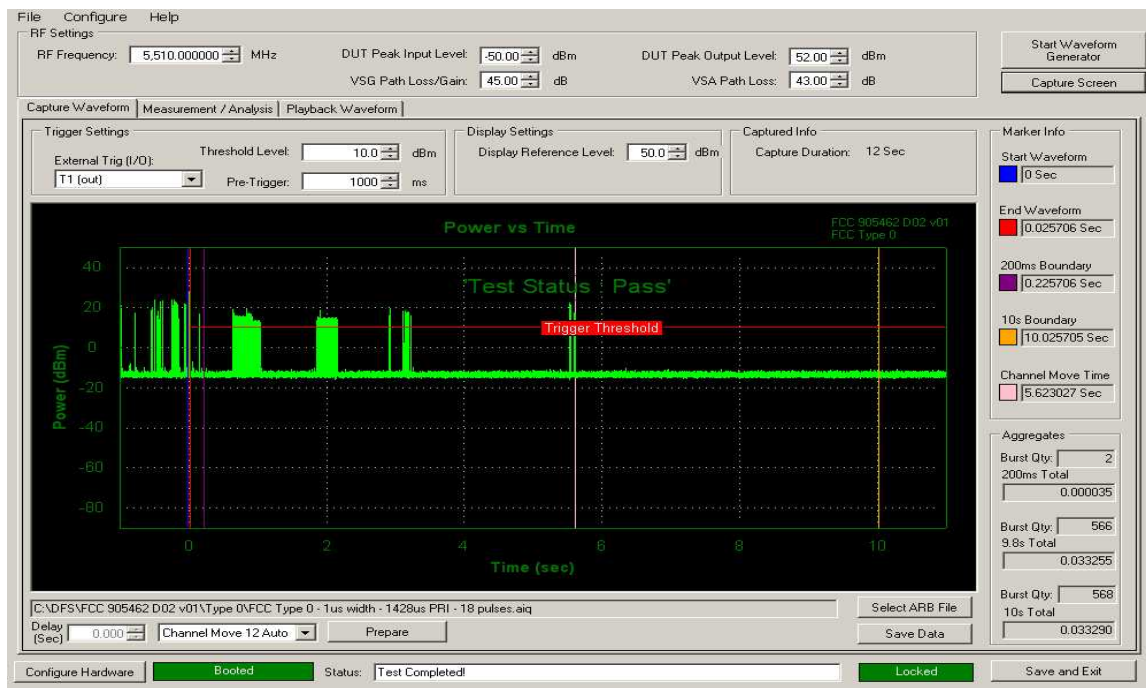 File Configure Help
RF Settings
RF Frequency: 5,510.000000 MHz
DUT Peak Input Level: -50.00 dBm
DUT Peak Output Level: 52.00 dBm
VSG Path Loss/Gain: 45.00 dB
VSA Path Loss: 43.00 dB
Start Waveform
Generator
Capture Screen
Capture Waveform Measurement / Analysis Playback Waveform
Trigger Settings
External Trig (I/O):
T1 (out)
Threshold Level: 10.0 dBm
Pre-Trigger: 1000 ms
Display Settings
Display Reference Level: 50.0 dBm
Captured Info
Capture Duration: 12 Sec
Marker Info
Start Waveform
0 Sec
End Waveform
0.025706 Sec
200ms Boundary
0.225706 Sec
10s Boundary
10.025705 Sec
Channel Move Time
5.623027 Sec
Power vs Time
FCC 905462 D02 v01
FCC Type 0
'Test Status : Pass'
Trigger Threshold
Power (dBm)
40
20
0
-20
-40
-60
-80
0 2 4 6 8 10
Time (sec)
Aggregates
Burst Qty: 2
200ms Total
0.000035
Burst Qty: 566
9.8s Total
0.033255
Burst Qty: 568
10s Total
0.033290
C:\DFS\FCC 905462 D02 v01\Type 0\FCC Type 0 - 1us width - 1428us PRI - 18 pulses.aiq
Select ARB File
Delay
(Sec) 0.000
Channel Move 12 Auto
Prepare
Save Data
Configure Hardware
Booted
Status: Test Completed!
Locked
Save and Exit